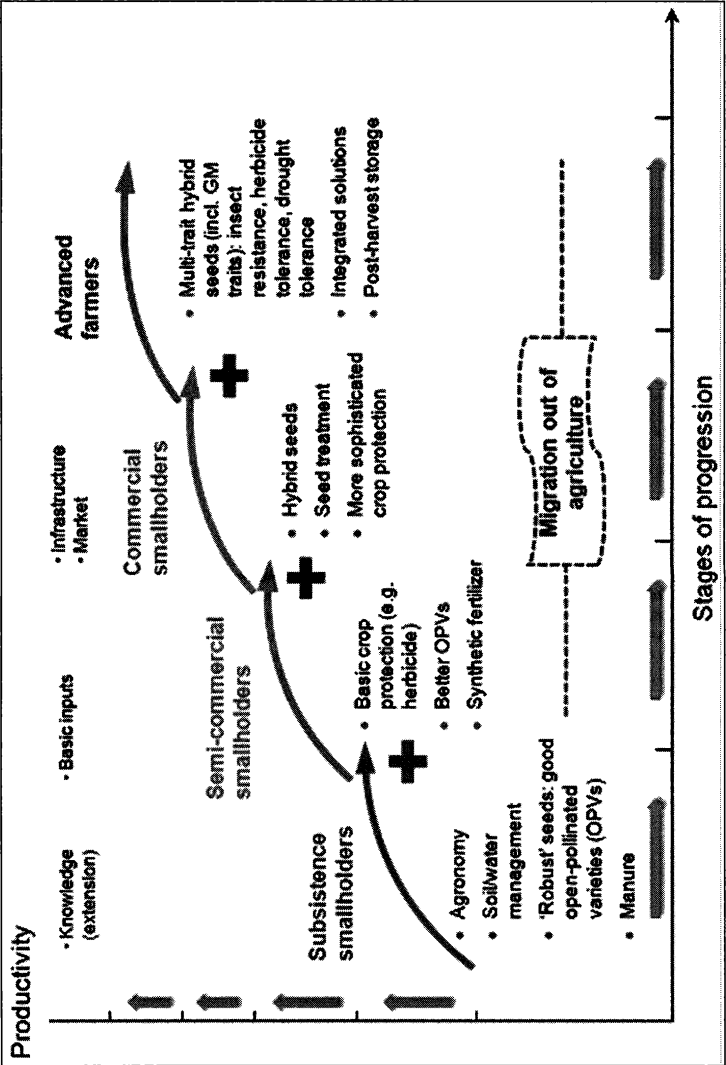 Productivity
• Knowledge
(extension)
• Basic inputs
• Infrastructure
• Market
Advanced
farmers
Commercial
smallholders
Semi-commercial
smallholders
Subsistence
smallholders
• Agronomy
• Soil/water
management
• 'Robust' seeds: good
open-pollinated
varieties (OPVs)
• Manure
• Basic crop
protection (e.g.
herbicide)
• Better OPVs
• Synthetic fertilizer
• Hybrid seeds
• Seed treatment
• More sophisticated
crop protection
• Multi-trait hybrid
seeds (incl. GM
traits): insect
resistance, herbicide
tolerance, drought
tolerance
• Integrated solutions
• Post-harvest storage
Migration out of
agriculture
Stages of progression